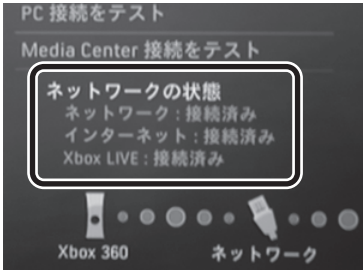 PC 接続をテスト
Media Center 接続をテスト
ネットワークの状態
ネットワーク : 接続済み
インターネット : 接続済み
Xbox LIVE : 接続済み
Xbox 360
ネットワーク